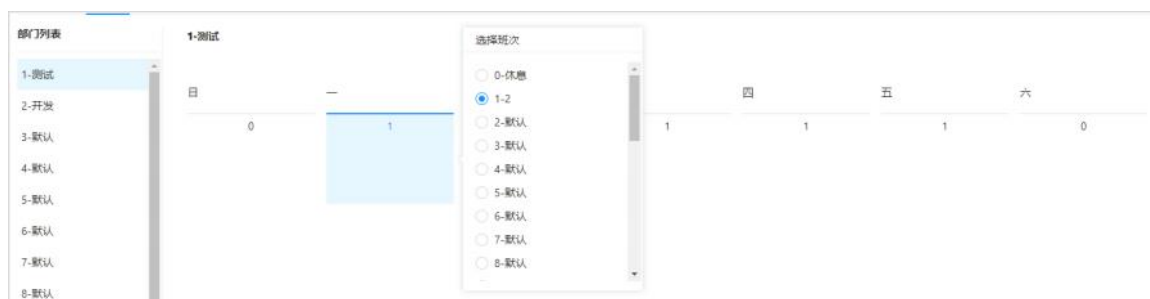 部门列表
1-测试
2-开发
3-默认
4-默认
5-默认
6-默认
7-默认
8-默认
1-测试
日 一 四 五 六
0 1 1 1 1 0
选择班次
0-休息
1-2
2-默认
3-默认
4-默认
5-默认
6-默认
7-默认
8-默认